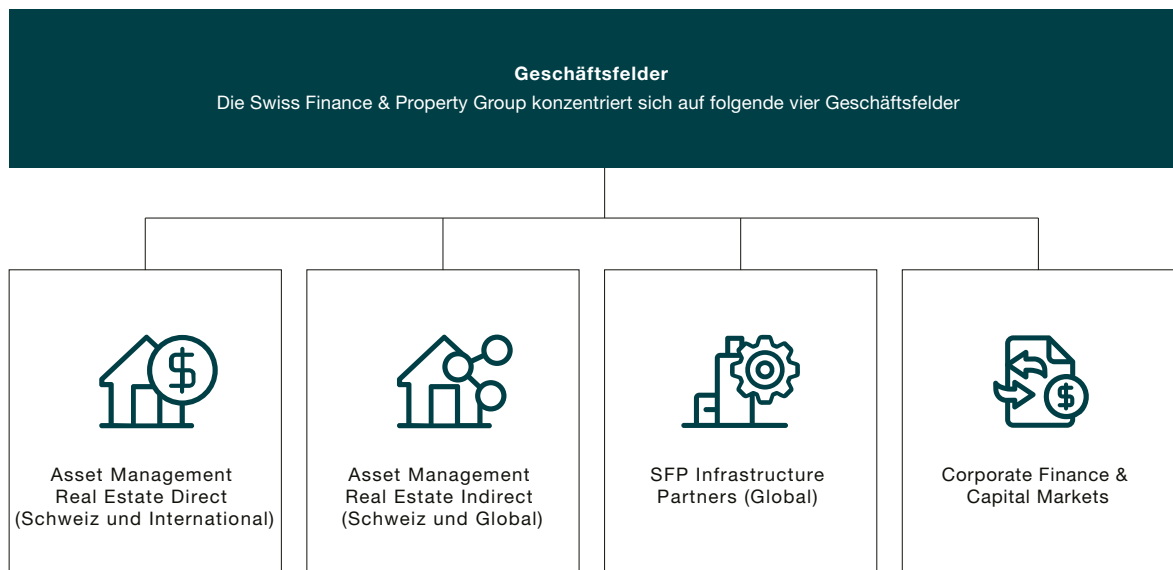 Geschäftsfelder
Die Swiss Finance & Property Group konzentriert sich auf folgende vier Geschäftsfelder
$
Asset Management
Real Estate Direct
(Schweiz und International)
Asset Management
Real Estate Indirect
(Schweiz und Global)
SFP Infrastructure
Partners (Global)
$
Corporate Finance &
Capital Markets